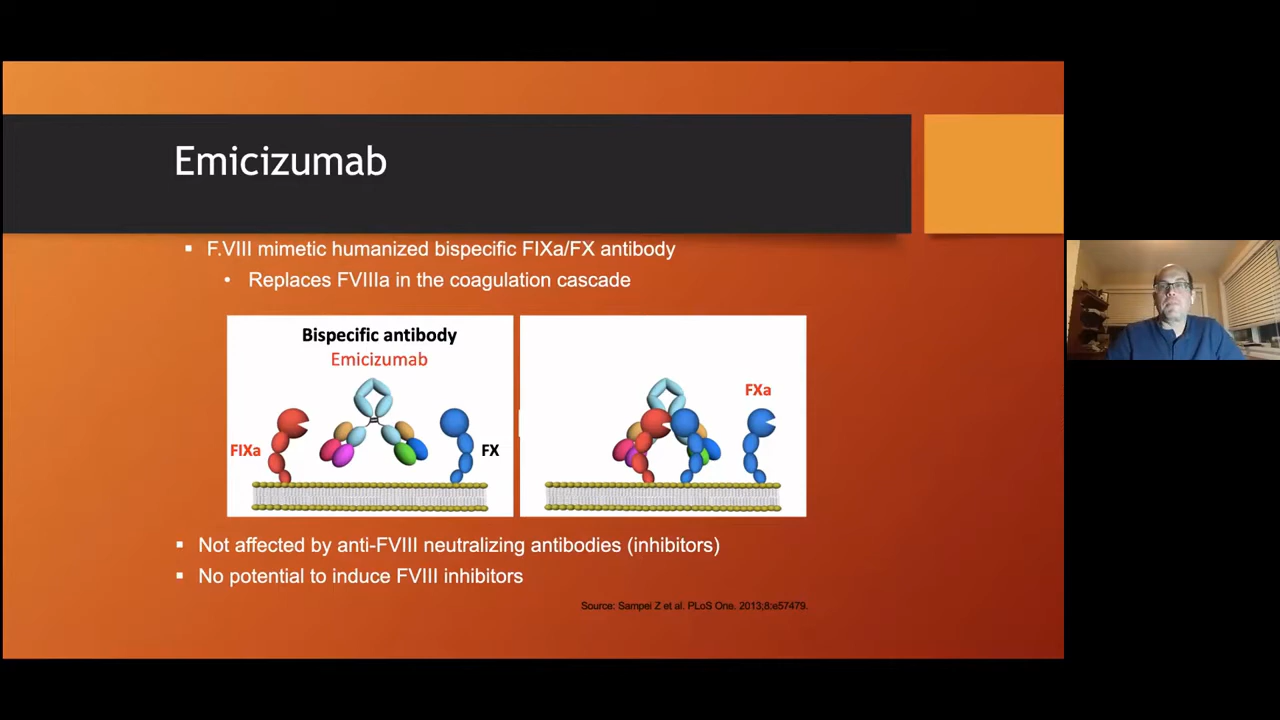 Emicizumab
▪ F.VIII mimetic humanized bispecific FIXa/FX antibody
• Replaces FVIIIa in the coagulation cascade
Bispecific antibody
Emicizumab
FIXa
FX
FXa
▪ Not affected by anti-FVIII neutralizing antibodies (inhibitors)
▪ No potential to induce FVIII inhibitors
Source: Sampei Z et al. PLoS One. 2013;8:e57479.